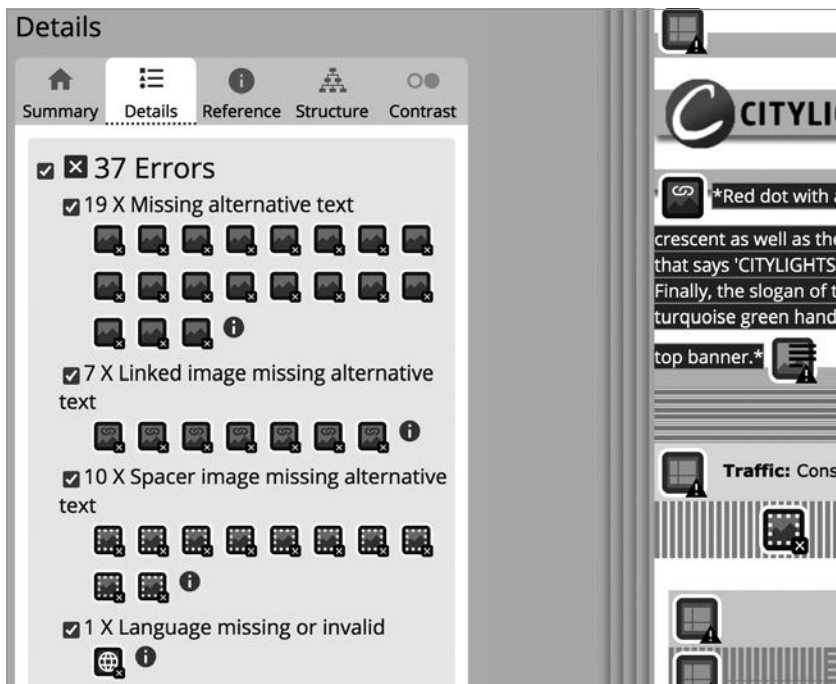 Details
Summary
Details
Reference
Structure
Contrast
37 Errors
19 X Missing alternative text
7 X Linked image missing alternative
text
10 X Spacer image missing alternative
text
1 X Language missing or invalid
*Red dot with
crescent as well as the
that says 'CITYLIGHTS
Finally, the slogan of
turquoise green hand
top banner.*
Traffic: